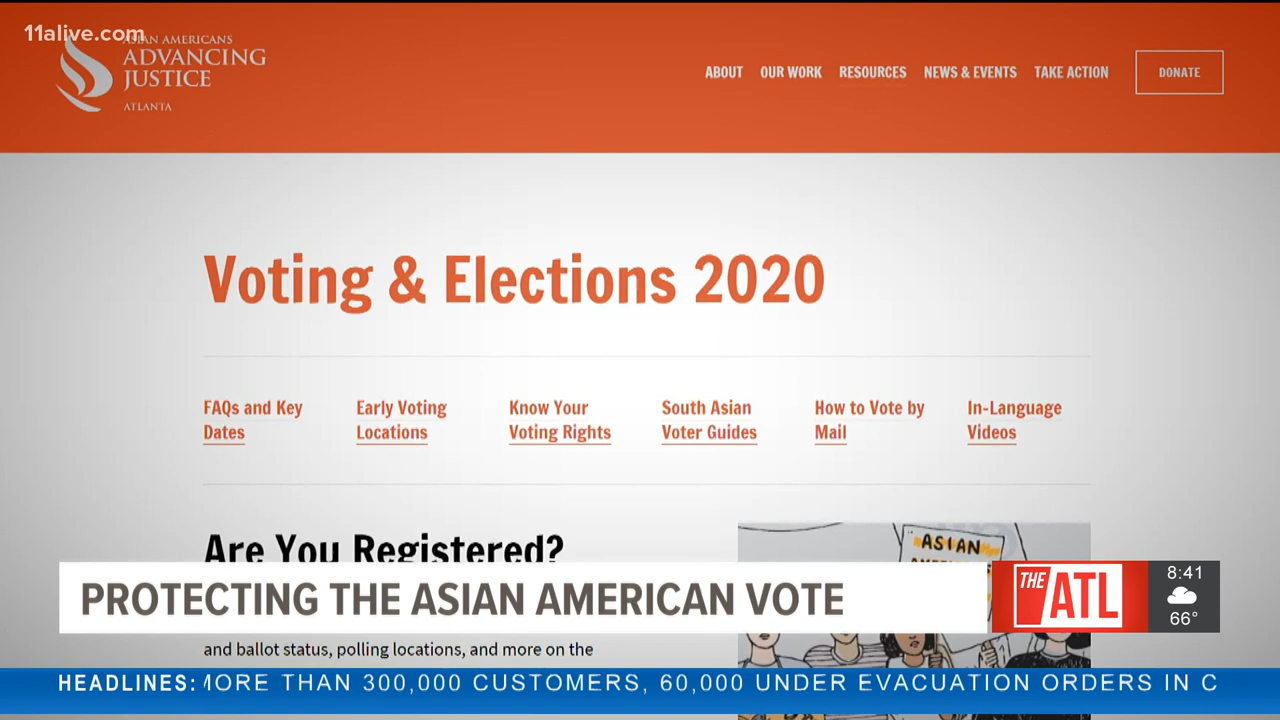 11alive.com
ASIAN AMERICANS
ADVANCING
JUSTICE
ATLANTA
ABOUT OUR WORK RESOURCES NEWS & EVENTS TAKE ACTION DONATE
Voting & Elections 2020
FAQs and Key
Dates
Early Voting
Locations
Know Your
Voting Rights
South Asian
Voter Guides
How to Vote by
Mail
In-Language
Videos
Are You Registered?
ASIAN
PROTECTING THE ASIAN AMERICAN VOTE
THE
ATL
8:41
66°
and ballot status, polling locations, and more on the
HEADLINES: MORE THAN 300,000 CUSTOMERS, 60,000 UNDER EVACUATION ORDERS IN C